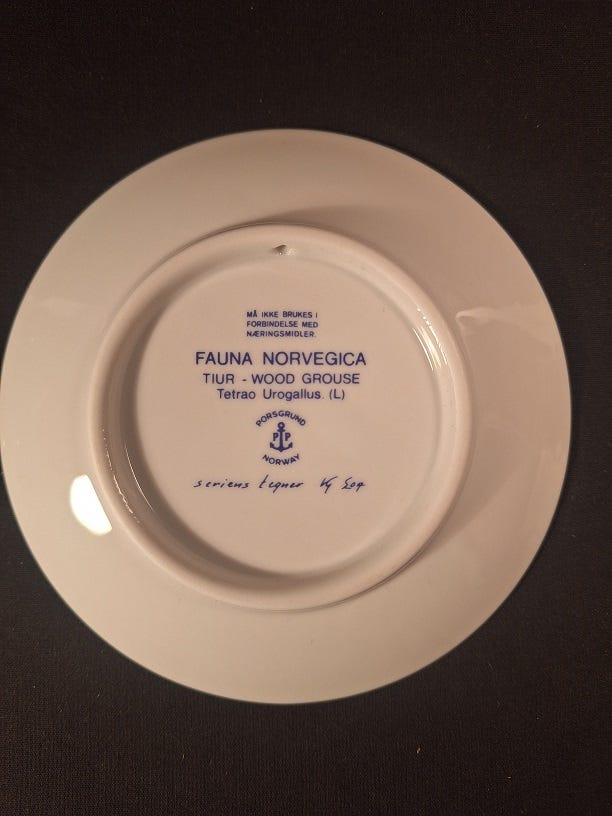 MÅ IKKE BRUKES I
FORBINDELSE MED
NÆRINGSMIDLER.
FAUNA NORVEGICA
TIUR - WOOD GROUSE
Tetrao Urogallus. (L)
PORSGRUND
P P
NORWAY
seriens tegner